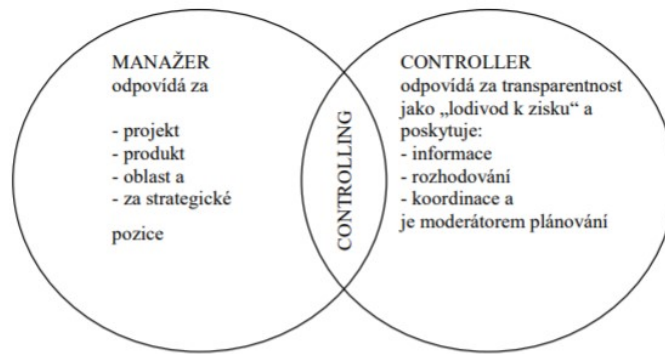 MANAŽER
odpovídá za
- projekt
- produkt
- oblast a
- za strategické
pozice
CONTROLLING
CONTROLLER
odpovídá za transparentnost
jako „lodivod k zisku“ a
poskytuje:
- informace
- rozhodování
- koordinace a
je moderátorem plánování